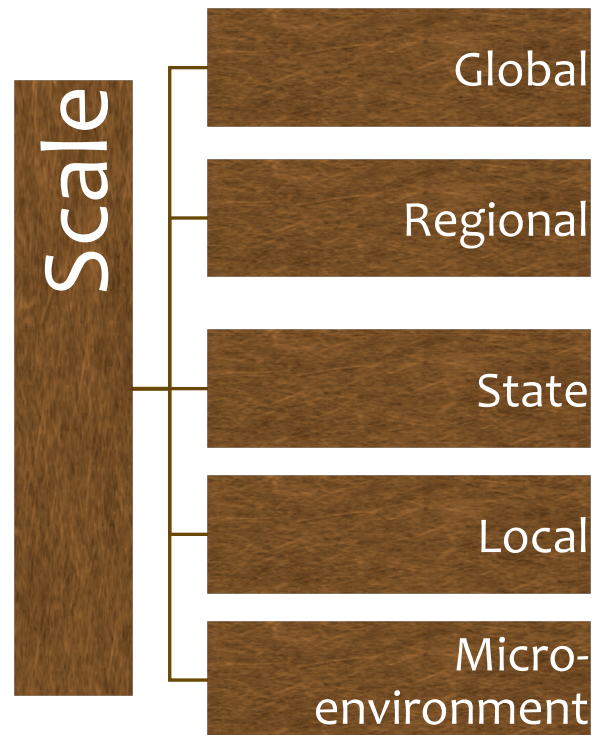 Scale
Global
Regional
State
Local
Micro-
environment